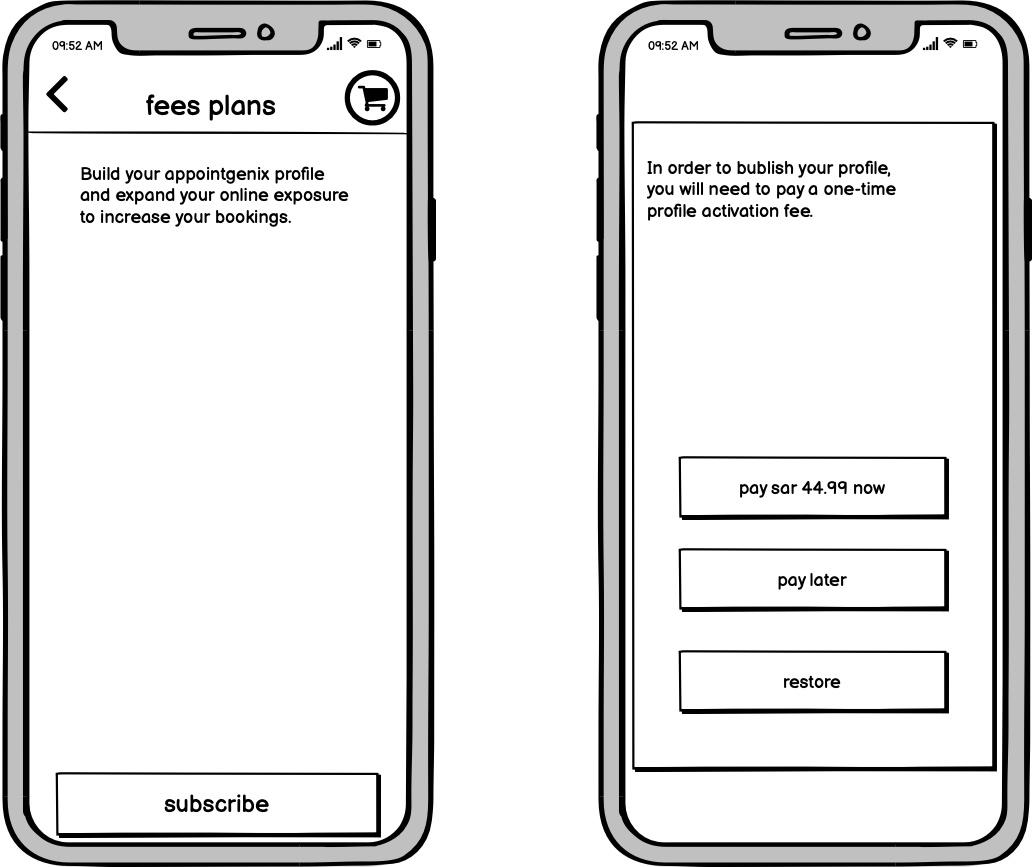 09:52 AM
fees plans
Build your appointgenix profile
and expand your online exposure
to increase your bookings.
subscribe
09:52 AM
In order to bublish your profile,
you will need to pay a one-time
profile activation fee.
pay sar 44.99 now
pay later
restore